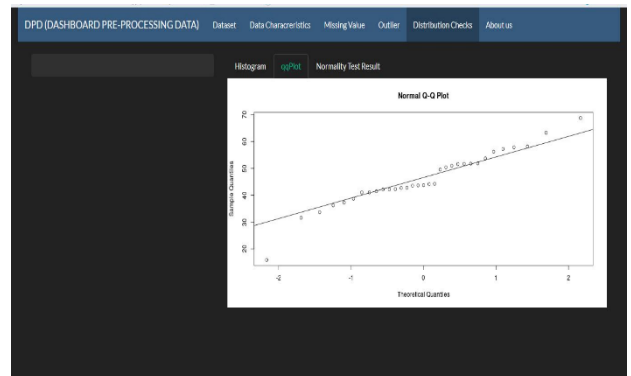 DPD (DASHBOARD PRE-PROCESSING DATA) Dataset Data Characreristics Missing Value Outlier Distribution Checks About us
Histogram qqPlot Normality Test Result
Normal Q-Q Plot
Sample Quantiles
70
60
50
40
30
20
-2 -1 0 1 2
Theoretical Quantiles